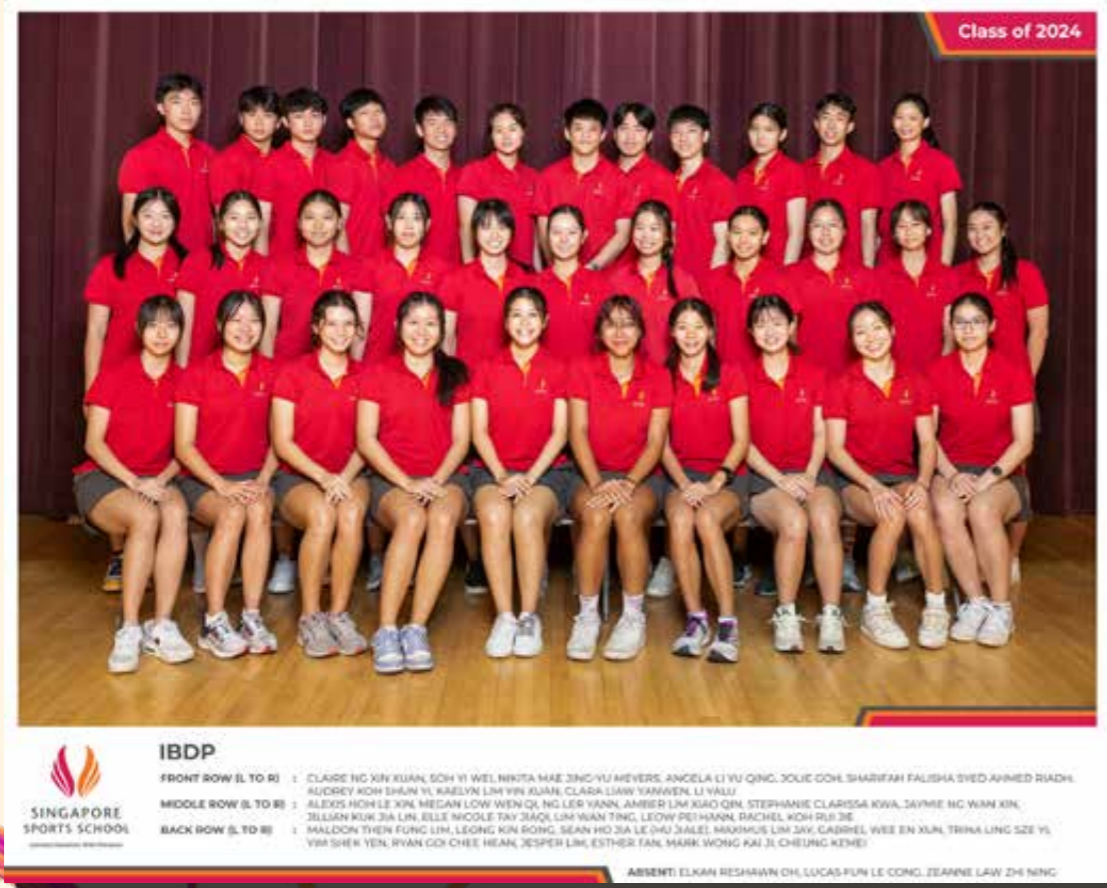 Class of 2024
IBDP
FRONT ROW (L TO R) : CLAIRE NG XIN XUAN, SOH YI WEI, NIKITA MAE JING-YU MEYERS, ANGELA LI YU QING, JOLIE GOH, SHARIFAH FALISHA SYED AHMED RIADH,
AUDREY KOH SHUN YI, KAELYN LIM YIN XUAN, CLARA LIAW YANWEN, LI YALU
MIDDLE ROW (L TO R) : ALEXIS HOH LE XIN, MEGAN LOW WEN QI, NG LER YANN, AMBER LIM XIAO QIN, STEPHANIE CLARISSA KWA, JAYMIE NG WAN XIN,
JILLIAN KUK JIA LIN, ELLE NICOLE TAY JIAQI, LIM WAN TING, LEOW PEI HANN, RACHEL KOH RUI JIE
BACK ROW (L TO R) : MALDON THEN FUNG LIM, LEONG KIN RONG, SEAN HO JIA LE (HU JIALE), MAXIMUS LIM JAY, GABRIEL WEE EN XUN, TRINA LING SZE YI,
YIM SHEK YEN, RYAN GOI CHEE HEAN, JESPER LIM, ESTHER TAN, MARK WONG KAI JI, CHEUNG KEMEI
SINGAPORE
SPORTS SCHOOL
ABSENT: ELKAN RESHAWN OH, LUCAS FUN LE CONG, ZEANNE LAW ZHI NING